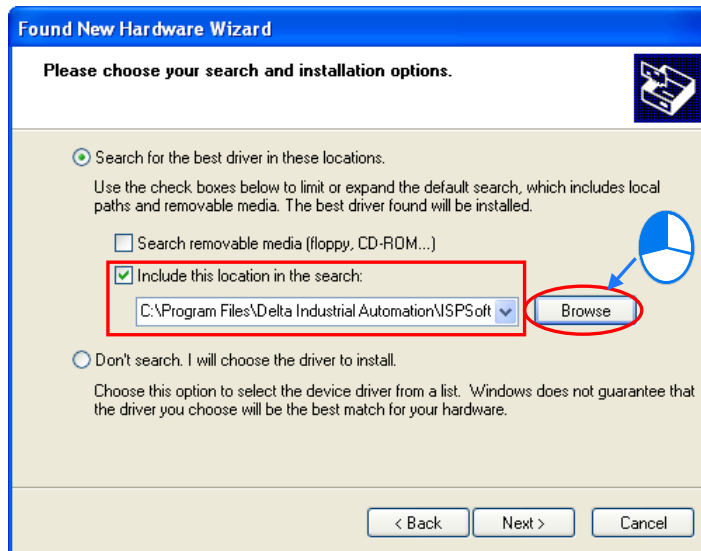 Found New Hardware Wizard
Please choose your search and installation options.
Search for the best driver in these locations.
Use the check boxes below to limit or expand the default search, which includes local
paths and removable media. The best driver found will be installed.
Search removable media (floppy, CD-ROM...)
Include this location in the search:
C:\Program Files\Delta Industrial Automation\ISPSoft
Browse
Don't search. I will choose the driver to install.
Choose this option to select the device driver from a list. Windows does not guarantee that
the driver you choose will be the best match for your hardware.
< Back
Next >
Cancel